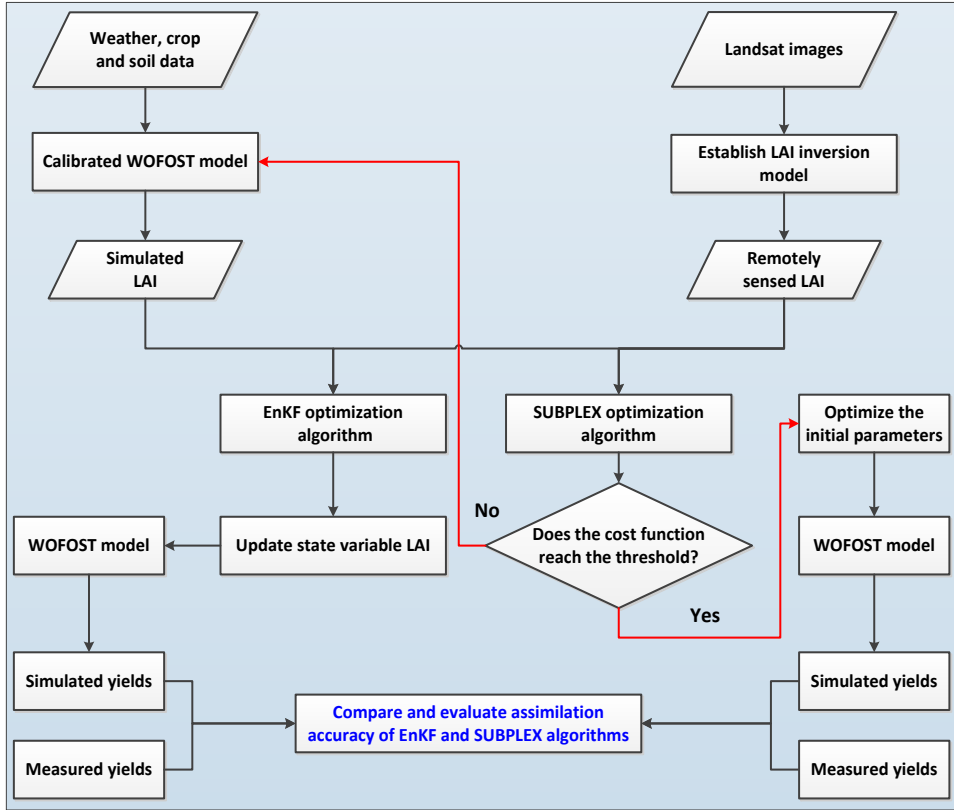 Weather, crop
and soil data
Landsat images
Calibrated WOFOST model
Establish LAI inversion
model
Simulated
LAI
Remotely
sensed LAI
EnKF optimization
algorithm
SUBPLEX optimization
algorithm
Optimize the
initial parameters
No
WOFOST model
Update state variable LAI
Does the cost function
reach the threshold?
WOFOST model
Yes
Simulated yields
Simulated yields
Compare and evaluate assimilation
accuracy of EnKF and SUBPLEX algorithms
Measured yields
Measured yields